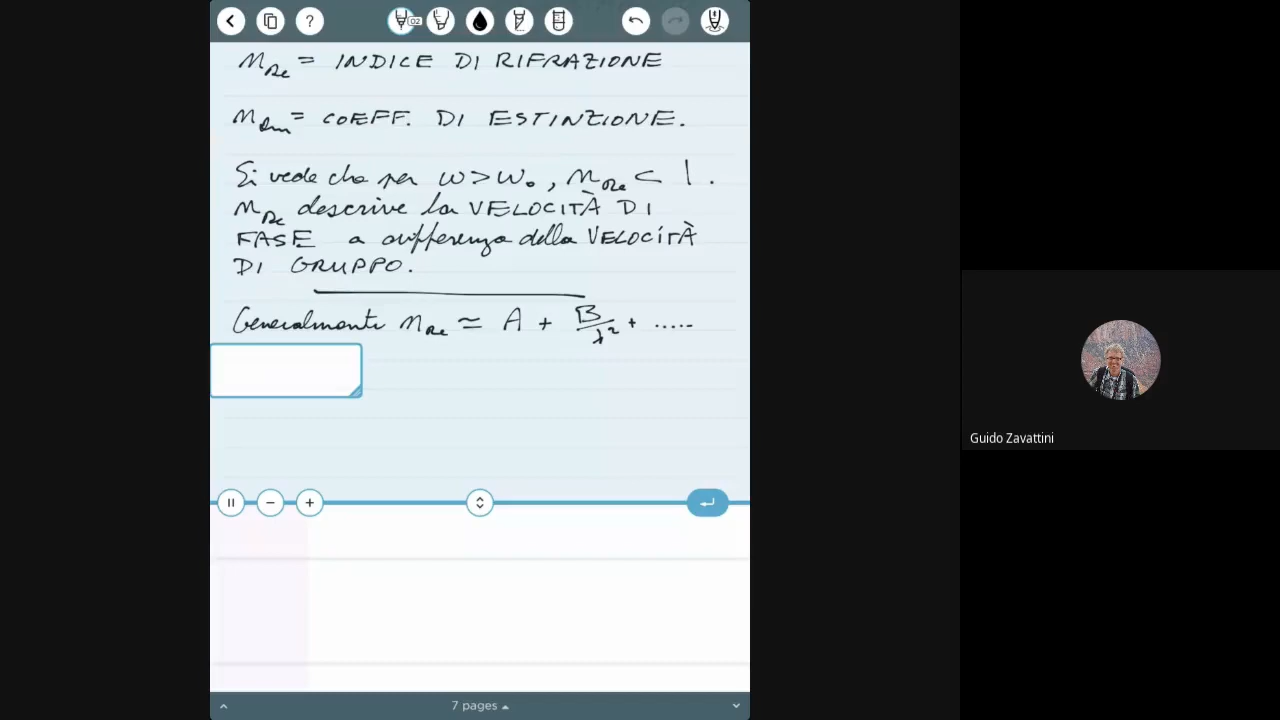 ?
02
n_Re = INDICE DI RIFRAZIONE
n_Im = COEFF. DI ESTINZIONE.
Si vede che per ω > ω₀, n_Re < 1.
n_Re descrive la VELOCITÀ DI
FASE a differenza della VELOCITÀ
DI GRUPPO.
Generalmente n_Re ≃ A + B/λ² + .....
7 pages
Guido Zavattini